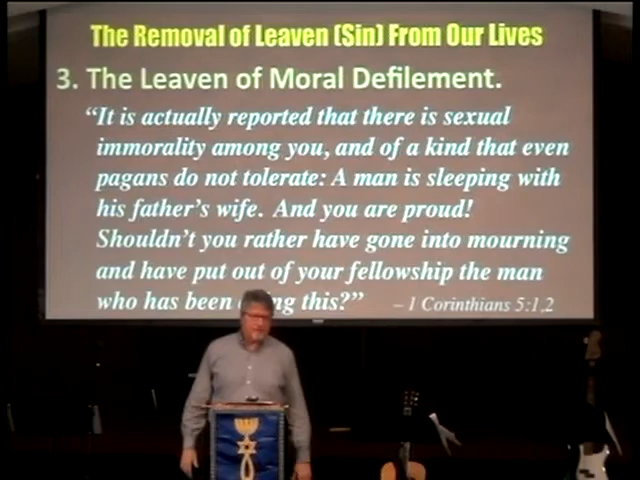 The Removal of Leaven (Sin) From Our Lives
3. The Leaven of Moral Defilement.
“It is actually reported that there is sexual
immorality among you, and of a kind that even
pagans do not tolerate: A man is sleeping with
his father’s wife. And you are proud!
Shouldn’t you rather have gone into mourning
and have put out of your fellowship the man
who has been this?” – 1 Corinthians 5:1,2